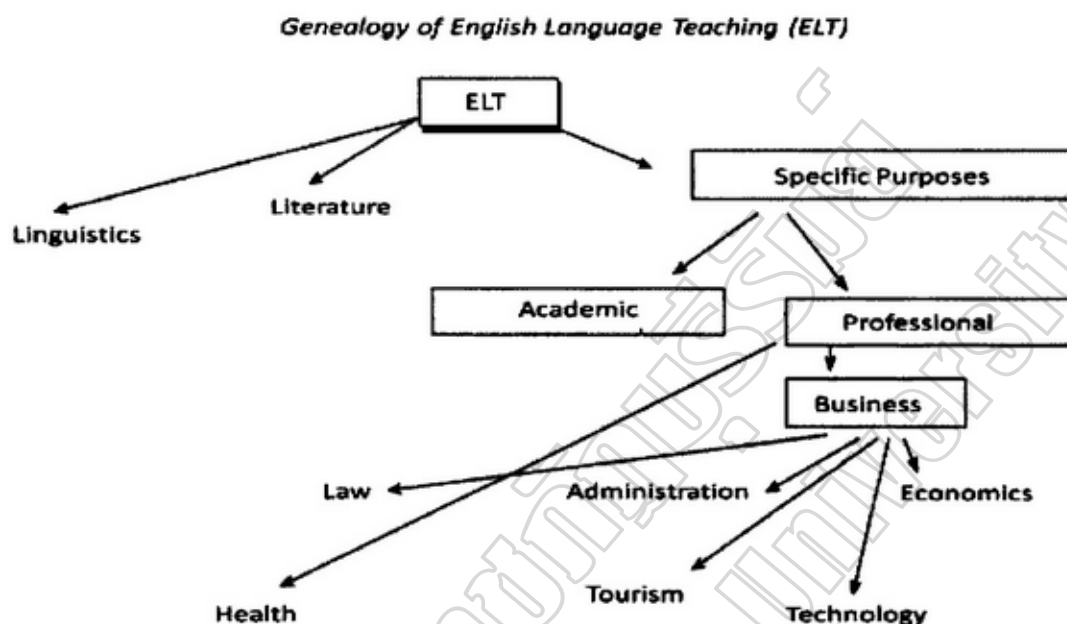 Genealogy of English Language Teaching (ELT)
ELT
Specific Purposes
Literature
Linguistics
Academic
Professional
Business
Law
Administration
Economics
Health
Tourism
Technology
University